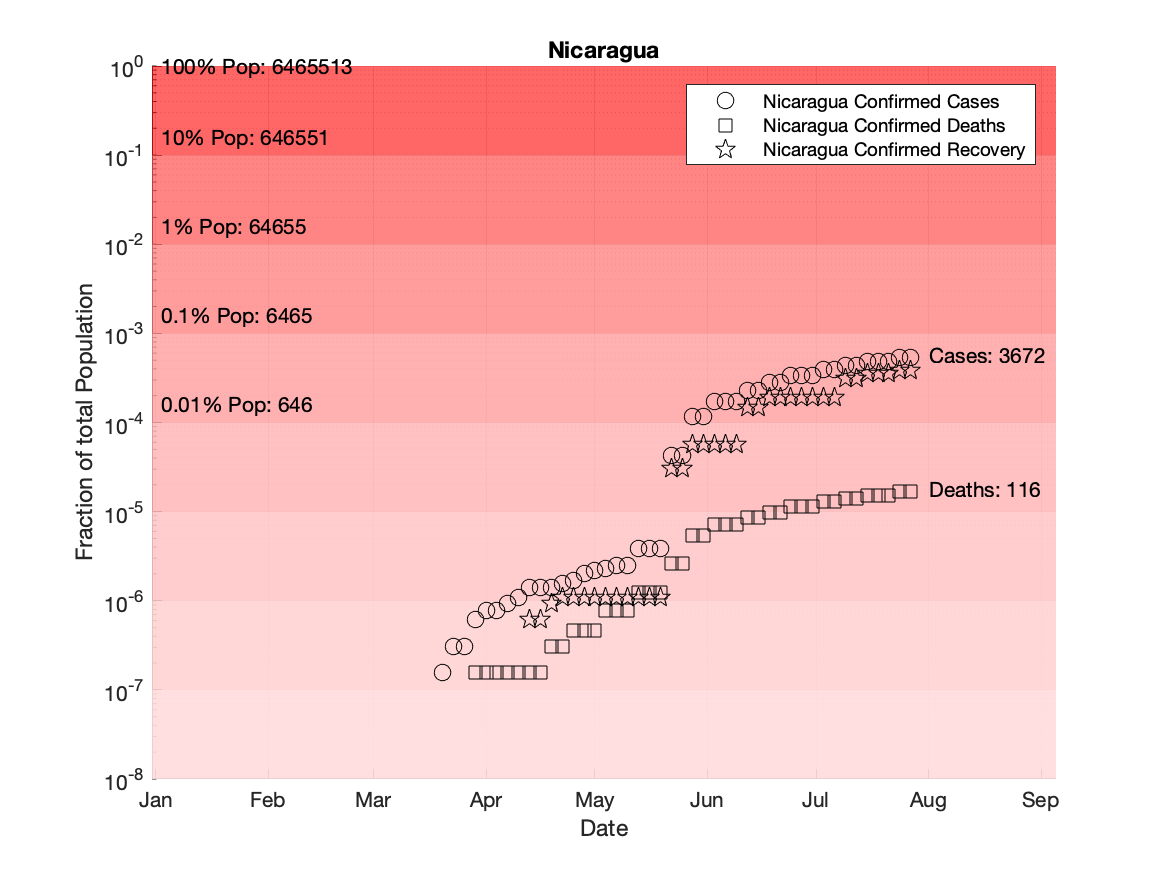 Nicaragua
10^0
100% Pop: 6465513
Nicaragua Confirmed Cases
Nicaragua Confirmed Deaths
Nicaragua Confirmed Recovery
10% Pop: 646551
10^-1
1% Pop: 64655
10^-2
0.1% Pop: 6465
10^-3
Cases: 3672
0.01% Pop: 646
10^-4
Deaths: 116
10^-5
10^-6
10^-7
10^-8
Fraction of total Population
Jan Feb Mar Apr May Jun Jul Aug Sep
Date